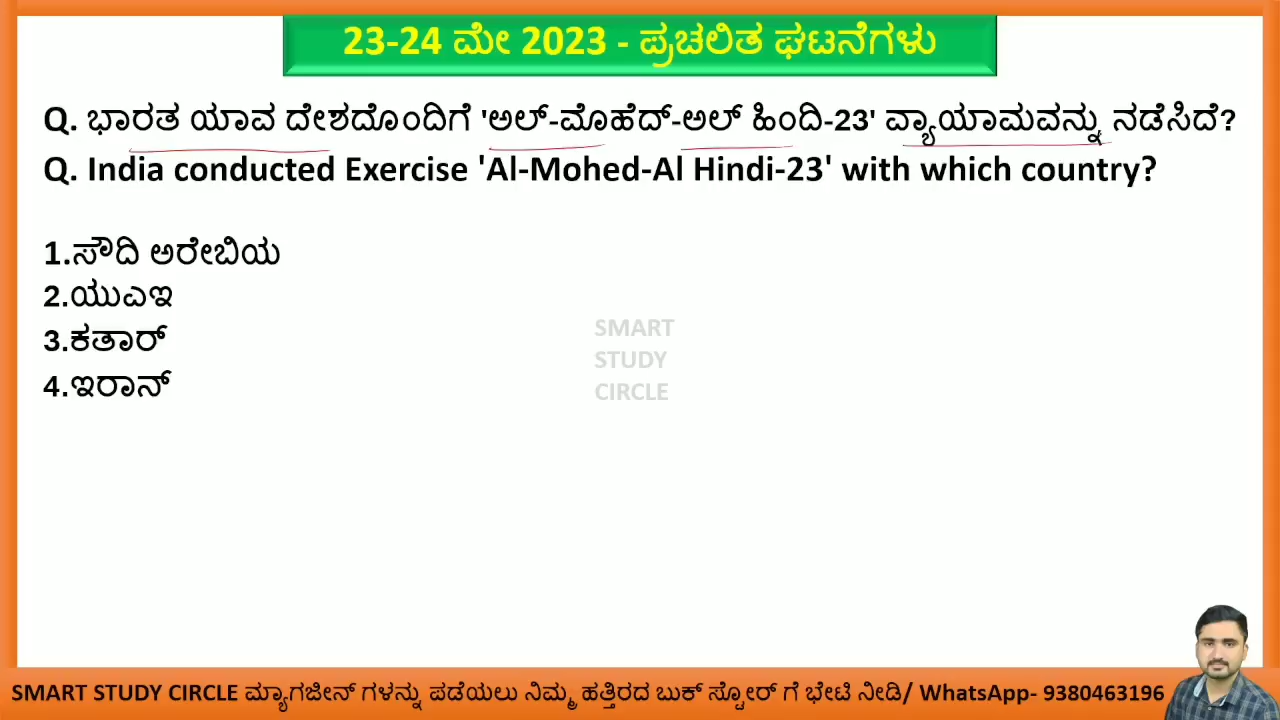 23-24 ಮೇ 2023 - ಪ್ರಚಲಿತ ಘಟನೆಗಳು
Q. ಭಾರತ ಯಾವ ದೇಶದೊಂದಿಗೆ 'ಅಲ್-ಮೊಹೆದ್-ಅಲ್ ಹಿಂದಿ-23' ವ್ಯಾಯಾಮವನ್ನು ನಡೆಸಿದೆ?
Q. India conducted Exercise 'Al-Mohed-Al Hindi-23' with which country?
1.ಸೌದಿ ಅರೇಬಿಯ
2.ಯುಎಇ
3.ಕತಾರ್
4.ಇರಾನ್
SMART
STUDY
CIRCLE
SMART STUDY CIRCLE ಮ್ಯಾಗಜೀನ್ ಗಳನ್ನು ಪಡೆಯಲು ನಿಮ್ಮ ಹತ್ತಿರದ ಬುಕ್ ಸ್ಟೋರ್ ಗೆ ಭೇಟಿ ನೀಡಿ/ WhatsApp- 9380463196